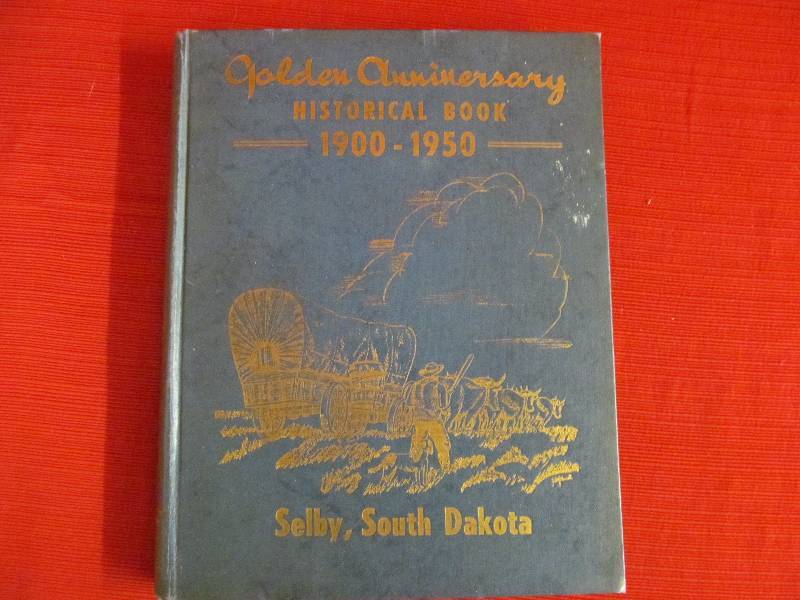 Golden Anniversary
HISTORICAL BOOK
1900 - 1950
Selby, South Dakota